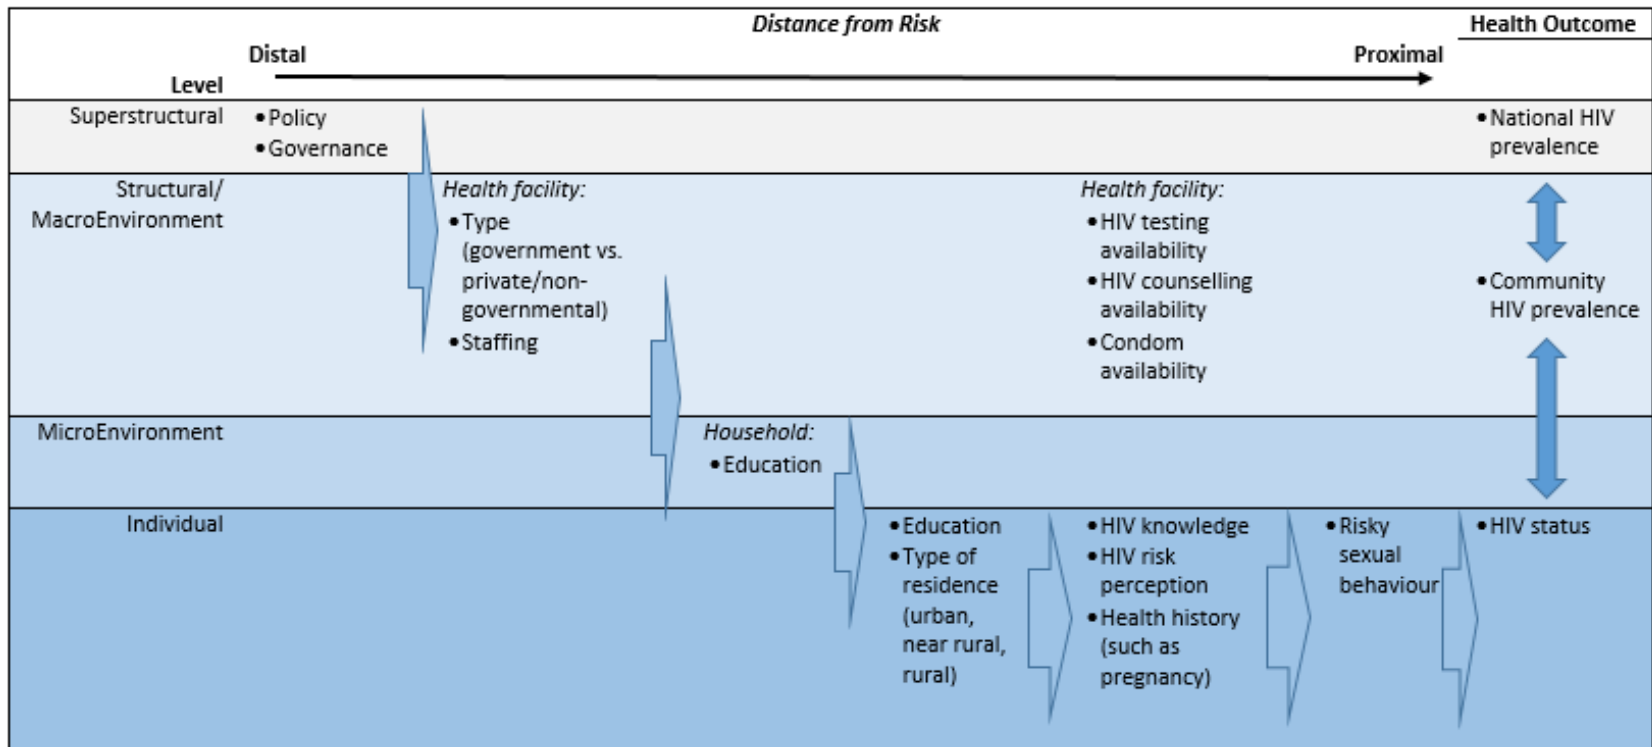 Distance from Risk
Health Outcome
Distal
Proximal
Level
Superstructural
• Policy
• Governance
• National HIV
prevalence
Structural/
MacroEnvironment
Health facility:
• Type
(government vs.
private/non-
governmental)
• Staffing
Health facility:
• HIV testing
availability
• HIV counselling
availability
• Condom
availability
• Community
HIV prevalence
MicroEnvironment
Household:
• Education
Individual
• Education
• Type of
residence
(urban,
near rural,
rural)
• HIV knowledge
• HIV risk
perception
• Health history
(such as
pregnancy)
• Risky
sexual
behaviour
• HIV status